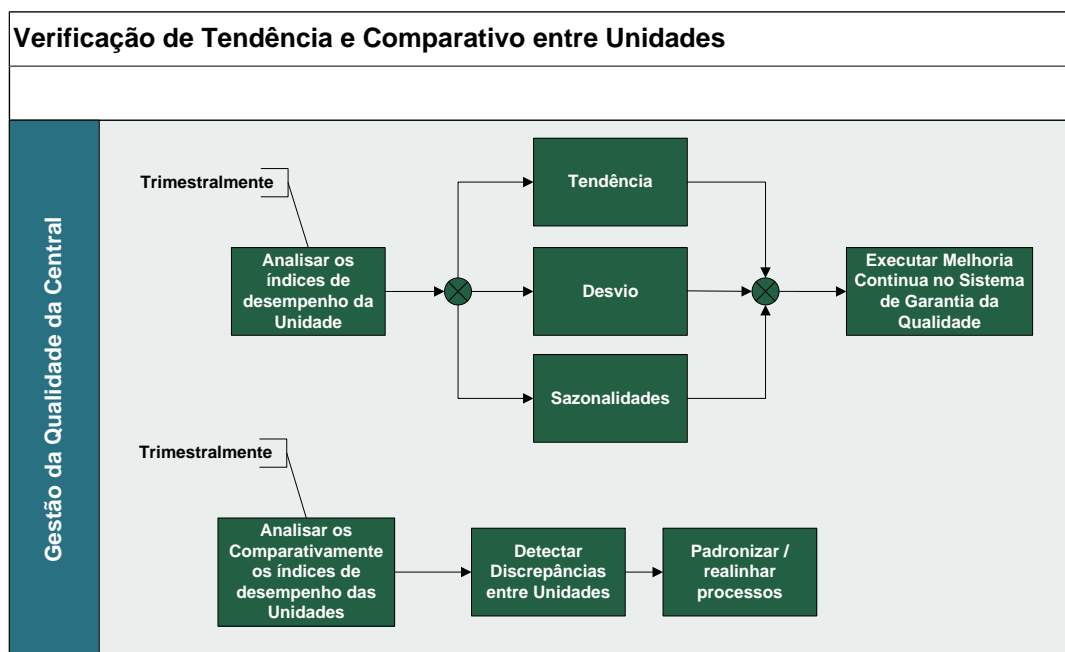 Verificação de Tendência e Comparativo entre Unidades
Gestão da Qualidade da Central
Trimestralmente
Analisar os
índices de
desempenho da
Unidade
Tendência
Desvio
Sazonalidades
Executar Melhoria
Continua no Sistema
de Garantia da
Qualidade
Trimestralmente
Analisar os
Comparativamente
os índices de
desempenho das
Unidades
Detectar
Discrepâncias
entre Unidades
Padronizar /
realinhar
processos